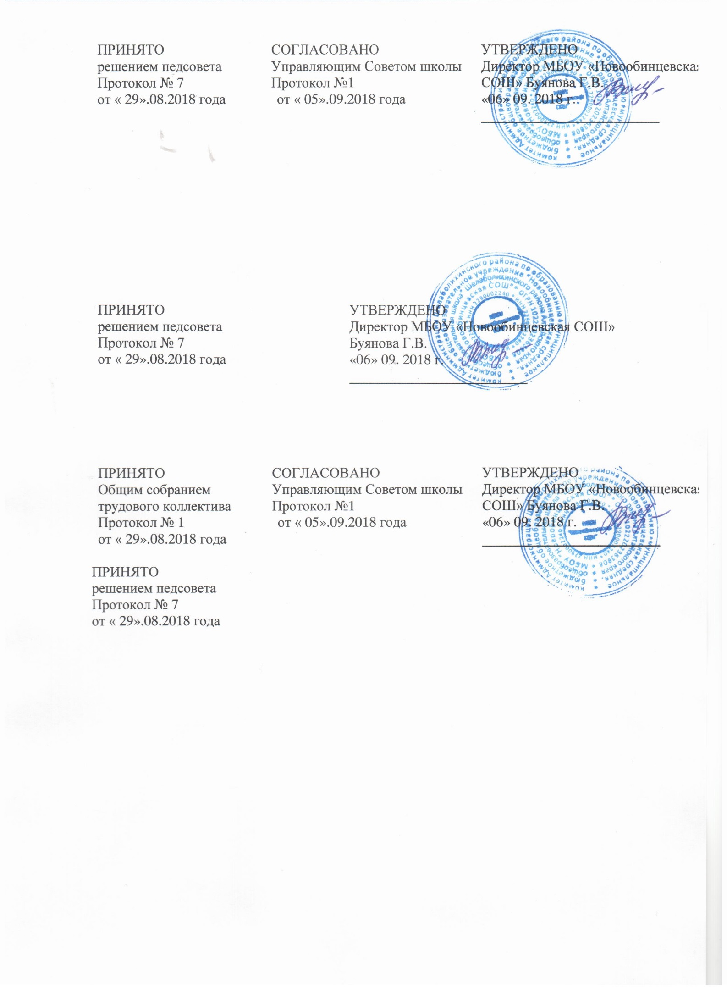 ПРИНЯТО
решением педсовета
Протокол № 7
от « 29».08.2018 года
СОГЛАСОВАНО
Управляющим Советом школы
Протокол №1
от « 05».09.2018 года
УТВЕРЖДЕНО
Директор МБОУ «Новообинцевская
СОШ» Буянова Г.В.
«06» 09. 2018 г.
ПРИНЯТО
решением педсовета
Протокол № 7
от « 29».08.2018 года
УТВЕРЖДЕНО
Директор МБОУ «Новообинцевская СОШ»
Буянова Г.В.
«06» 09. 2018 г.
ПРИНЯТО
Общим собранием
трудового коллектива
Протокол № 1
от « 29».08.2018 года
СОГЛАСОВАНО
Управляющим Советом школы
Протокол №1
от « 05».09.2018 года
УТВЕРЖДЕНО
Директор МБОУ «Новообинцевская
СОШ» Буянова Г.В.
«06» 09. 2018 г.
ПРИНЯТО
решением педсовета
Протокол № 7
от « 29».08.2018 года